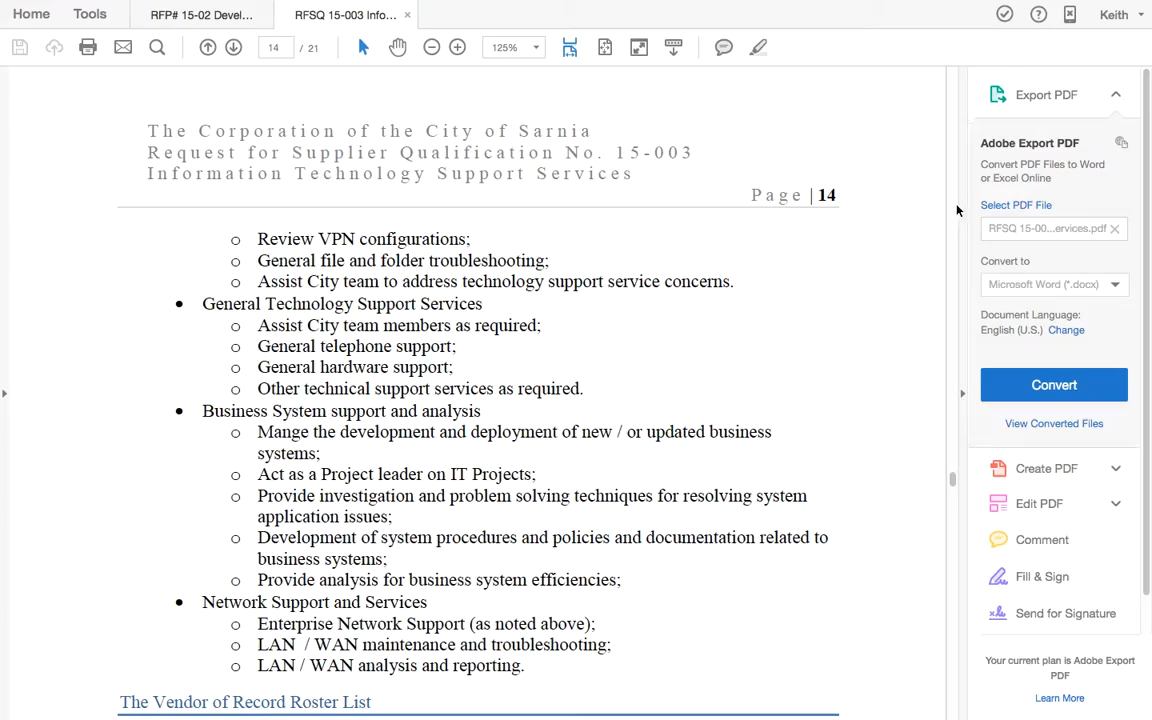 Home Tools RFP# 15-02 Devel... RFSQ 15-003 Info... × Keith
14 / 21 125%
The Corporation of the City of Sarnia
Request for Supplier Qualification No. 15-003
Information Technology Support Services
Page |14
o Review VPN configurations;
o General file and folder troubleshooting;
o Assist City team to address technology support service concerns.
• General Technology Support Services
o Assist City team members as required;
o General telephone support;
o General hardware support;
o Other technical support services as required.
• Business System support and analysis
o Mange the development and deployment of new / or updated business
systems;
o Act as a Project leader on IT Projects;
o Provide investigation and problem solving techniques for resolving system
application issues;
o Development of system procedures and policies and documentation related to
business systems;
o Provide analysis for business system efficiencies;
• Network Support and Services
o Enterprise Network Support (as noted above);
o LAN / WAN maintenance and troubleshooting;
o LAN / WAN analysis and reporting.
The Vendor of Record Roster List
Export PDF
Adobe Export PDF
Convert PDF Files to Word
or Excel Online
Select PDF File
RFSQ 15-00...ervices.pdf ×
Convert to
Microsoft Word (*.docx)
Document Language:
English (U.S.) Change
Convert
View Converted Files
Create PDF
Edit PDF
Comment
Fill & Sign
Send for Signature
Your current plan is Adobe Export
PDF
Learn More